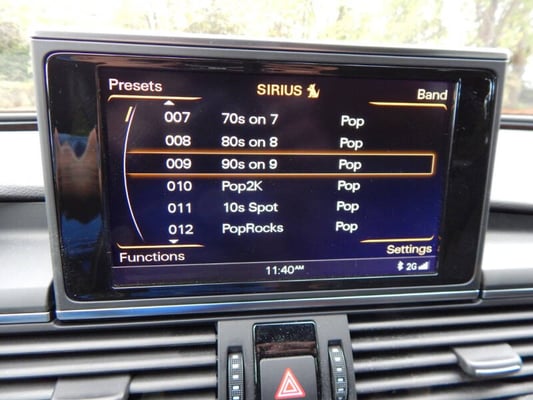 Presets SIRIUS Band
007 70s on 7 Pop
008 80s on 8 Pop
009 90s on 9 Pop
010 Pop2K Pop
011 10s Spot Pop
012 PopRocks Pop
Functions Settings
11:40AM 2G